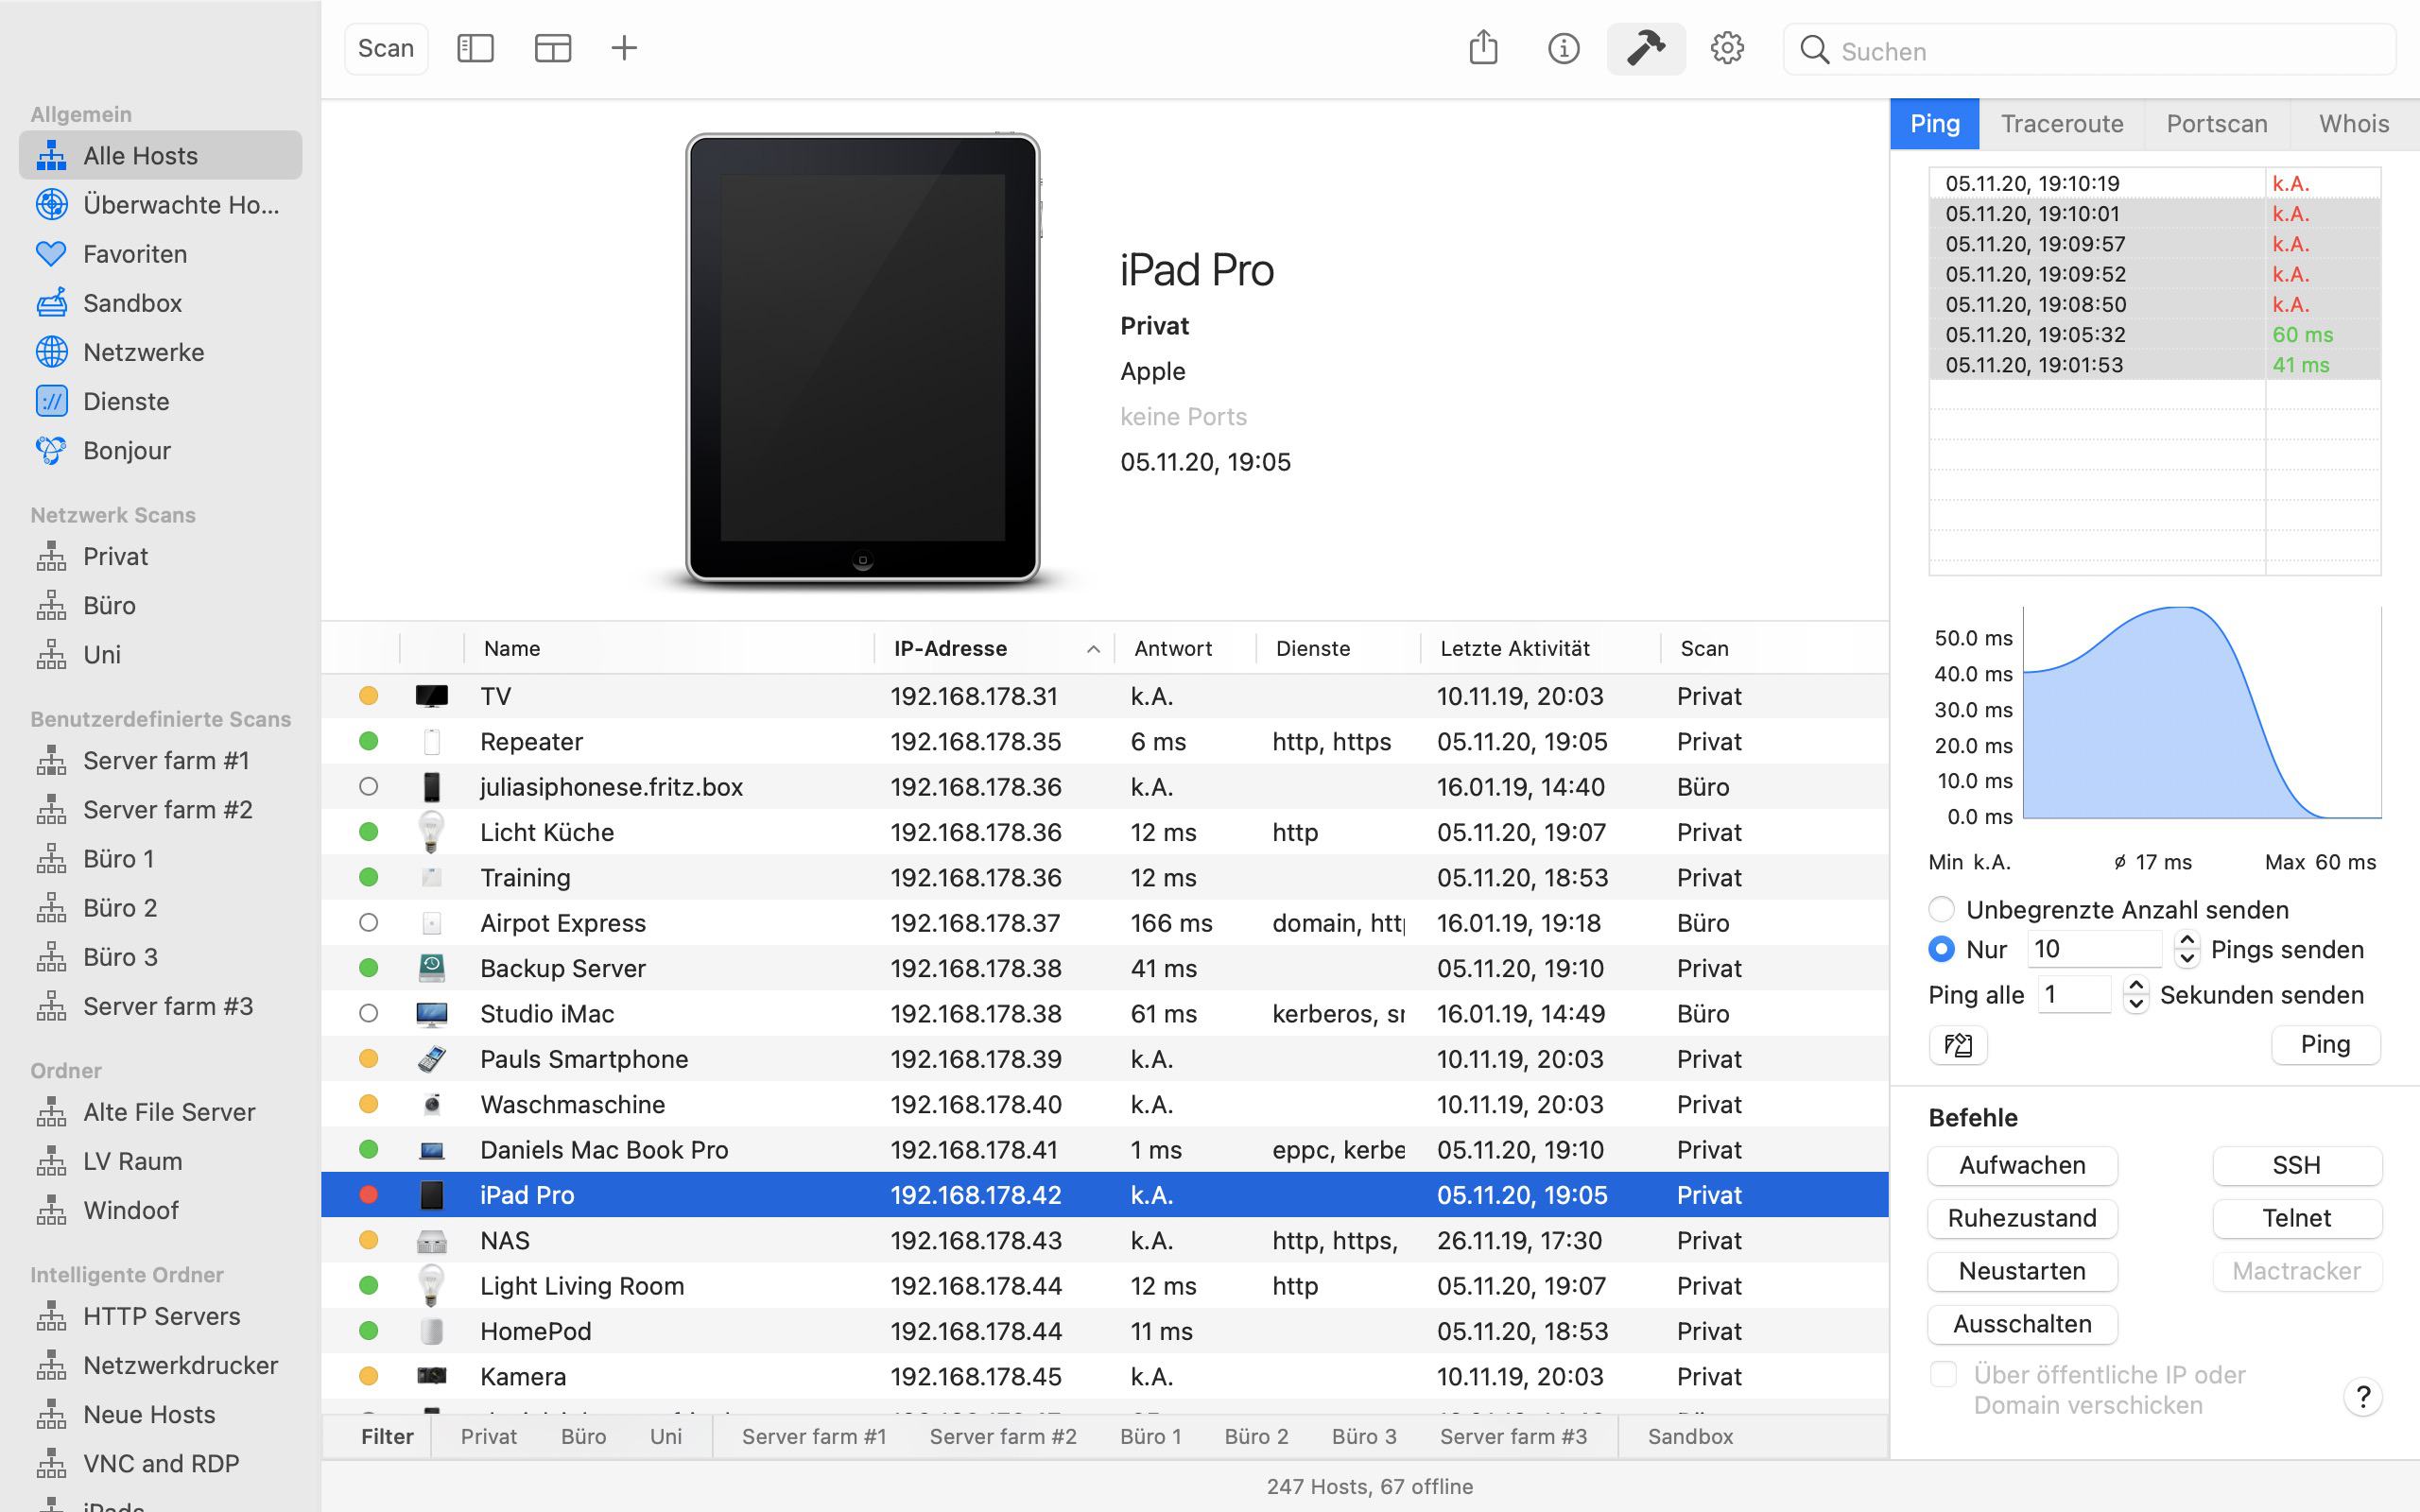 Scan
Suchen
Allgemein
Alle Hosts
Überwachte Ho...
Favoriten
Sandbox
Netzwerke
Dienste
Bonjour
Netzwerk Scans
Privat
Büro
Uni
Benutzerdefinierte Scans
Server farm #1
Server farm #2
Büro 1
Büro 2
Büro 3
Server farm #3
Ordner
Alte File Server
LV Raum
Windoof
Intelligente Ordner
HTTP Servers
Netzwerkdrucker
Neue Hosts
VNC and RDP
iPads
iPad Pro
Privat
Apple
keine Ports
05.11.20, 19:05
Name IP-Adresse Antwort Dienste Letzte Aktivität Scan
TV 192.168.178.31 k.A. 10.11.19, 20:03 Privat
Repeater 192.168.178.35 6 ms http, https 05.11.20, 19:05 Privat
juliasiphonese.fritz.box 192.168.178.36 k.A. 16.01.19, 14:40 Büro
Licht Küche 192.168.178.36 12 ms http 05.11.20, 19:07 Privat
Training 192.168.178.36 12 ms 05.11.20, 18:53 Privat
Airpot Express 192.168.178.37 166 ms domain, http 16.01.19, 19:18 Büro
Backup Server 192.168.178.38 41 ms 05.11.20, 19:10 Privat
Studio iMac 192.168.178.38 61 ms kerberos, 16.01.19, 14:49 Büro
Pauls Smartphone 192.168.178.39 k.A. 10.11.19, 20:03 Privat
Waschmaschine 192.168.178.40 k.A. 10.11.19, 20:03 Privat
Daniels Mac Book Pro 192.168.178.41 1 ms eppc, kerbe 05.11.20, 19:10 Privat
iPad Pro 192.168.178.42 k.A. 05.11.20, 19:05 Privat
NAS 192.168.178.43 k.A. http, https, 26.11.19, 17:30 Privat
Light Living Room 192.168.178.44 12 ms http 05.11.20, 19:07 Privat
HomePod 192.168.178.44 11 ms 05.11.20, 18:53 Privat
Kamera 192.168.178.45 k.A. 10.11.19, 20:03 Privat
Filter Privat Büro Uni Server farm #1 Server farm #2 Büro 1 Büro 2 Büro 3 Server farm #3 Sandbox
247 Hosts, 67 offline
Ping Traceroute Portscan Whois
05.11.20, 19:10:19 k.A.
05.11.20, 19:10:01 k.A.
05.11.20, 19:09:57 k.A.
05.11.20, 19:09:52 k.A.
05.11.20, 19:08:50 k.A.
05.11.20, 19:05:32 60 ms
05.11.20, 19:01:53 41 ms
50.0 ms
40.0 ms
30.0 ms
20.0 ms
10.0 ms
0.0 ms
Min k.A. ø 17 ms Max 60 ms
Unbegrenzte Anzahl senden
Nur 10 Pings senden
Ping alle 1 Sekunden senden
Ping
Befehle
Aufwachen SSH
Ruhezustand Telnet
Neustarten Mactracker
Ausschalten
Über öffentliche IP oder
Domain verschicken
?